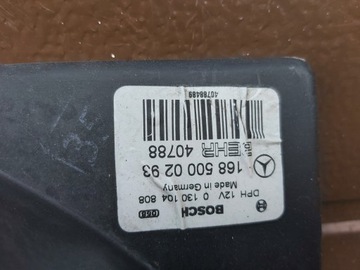 BOSCH
DPH 12V 0 130 104 808
Made in Germany
168 500 02 93
BEHR 40788
40788489